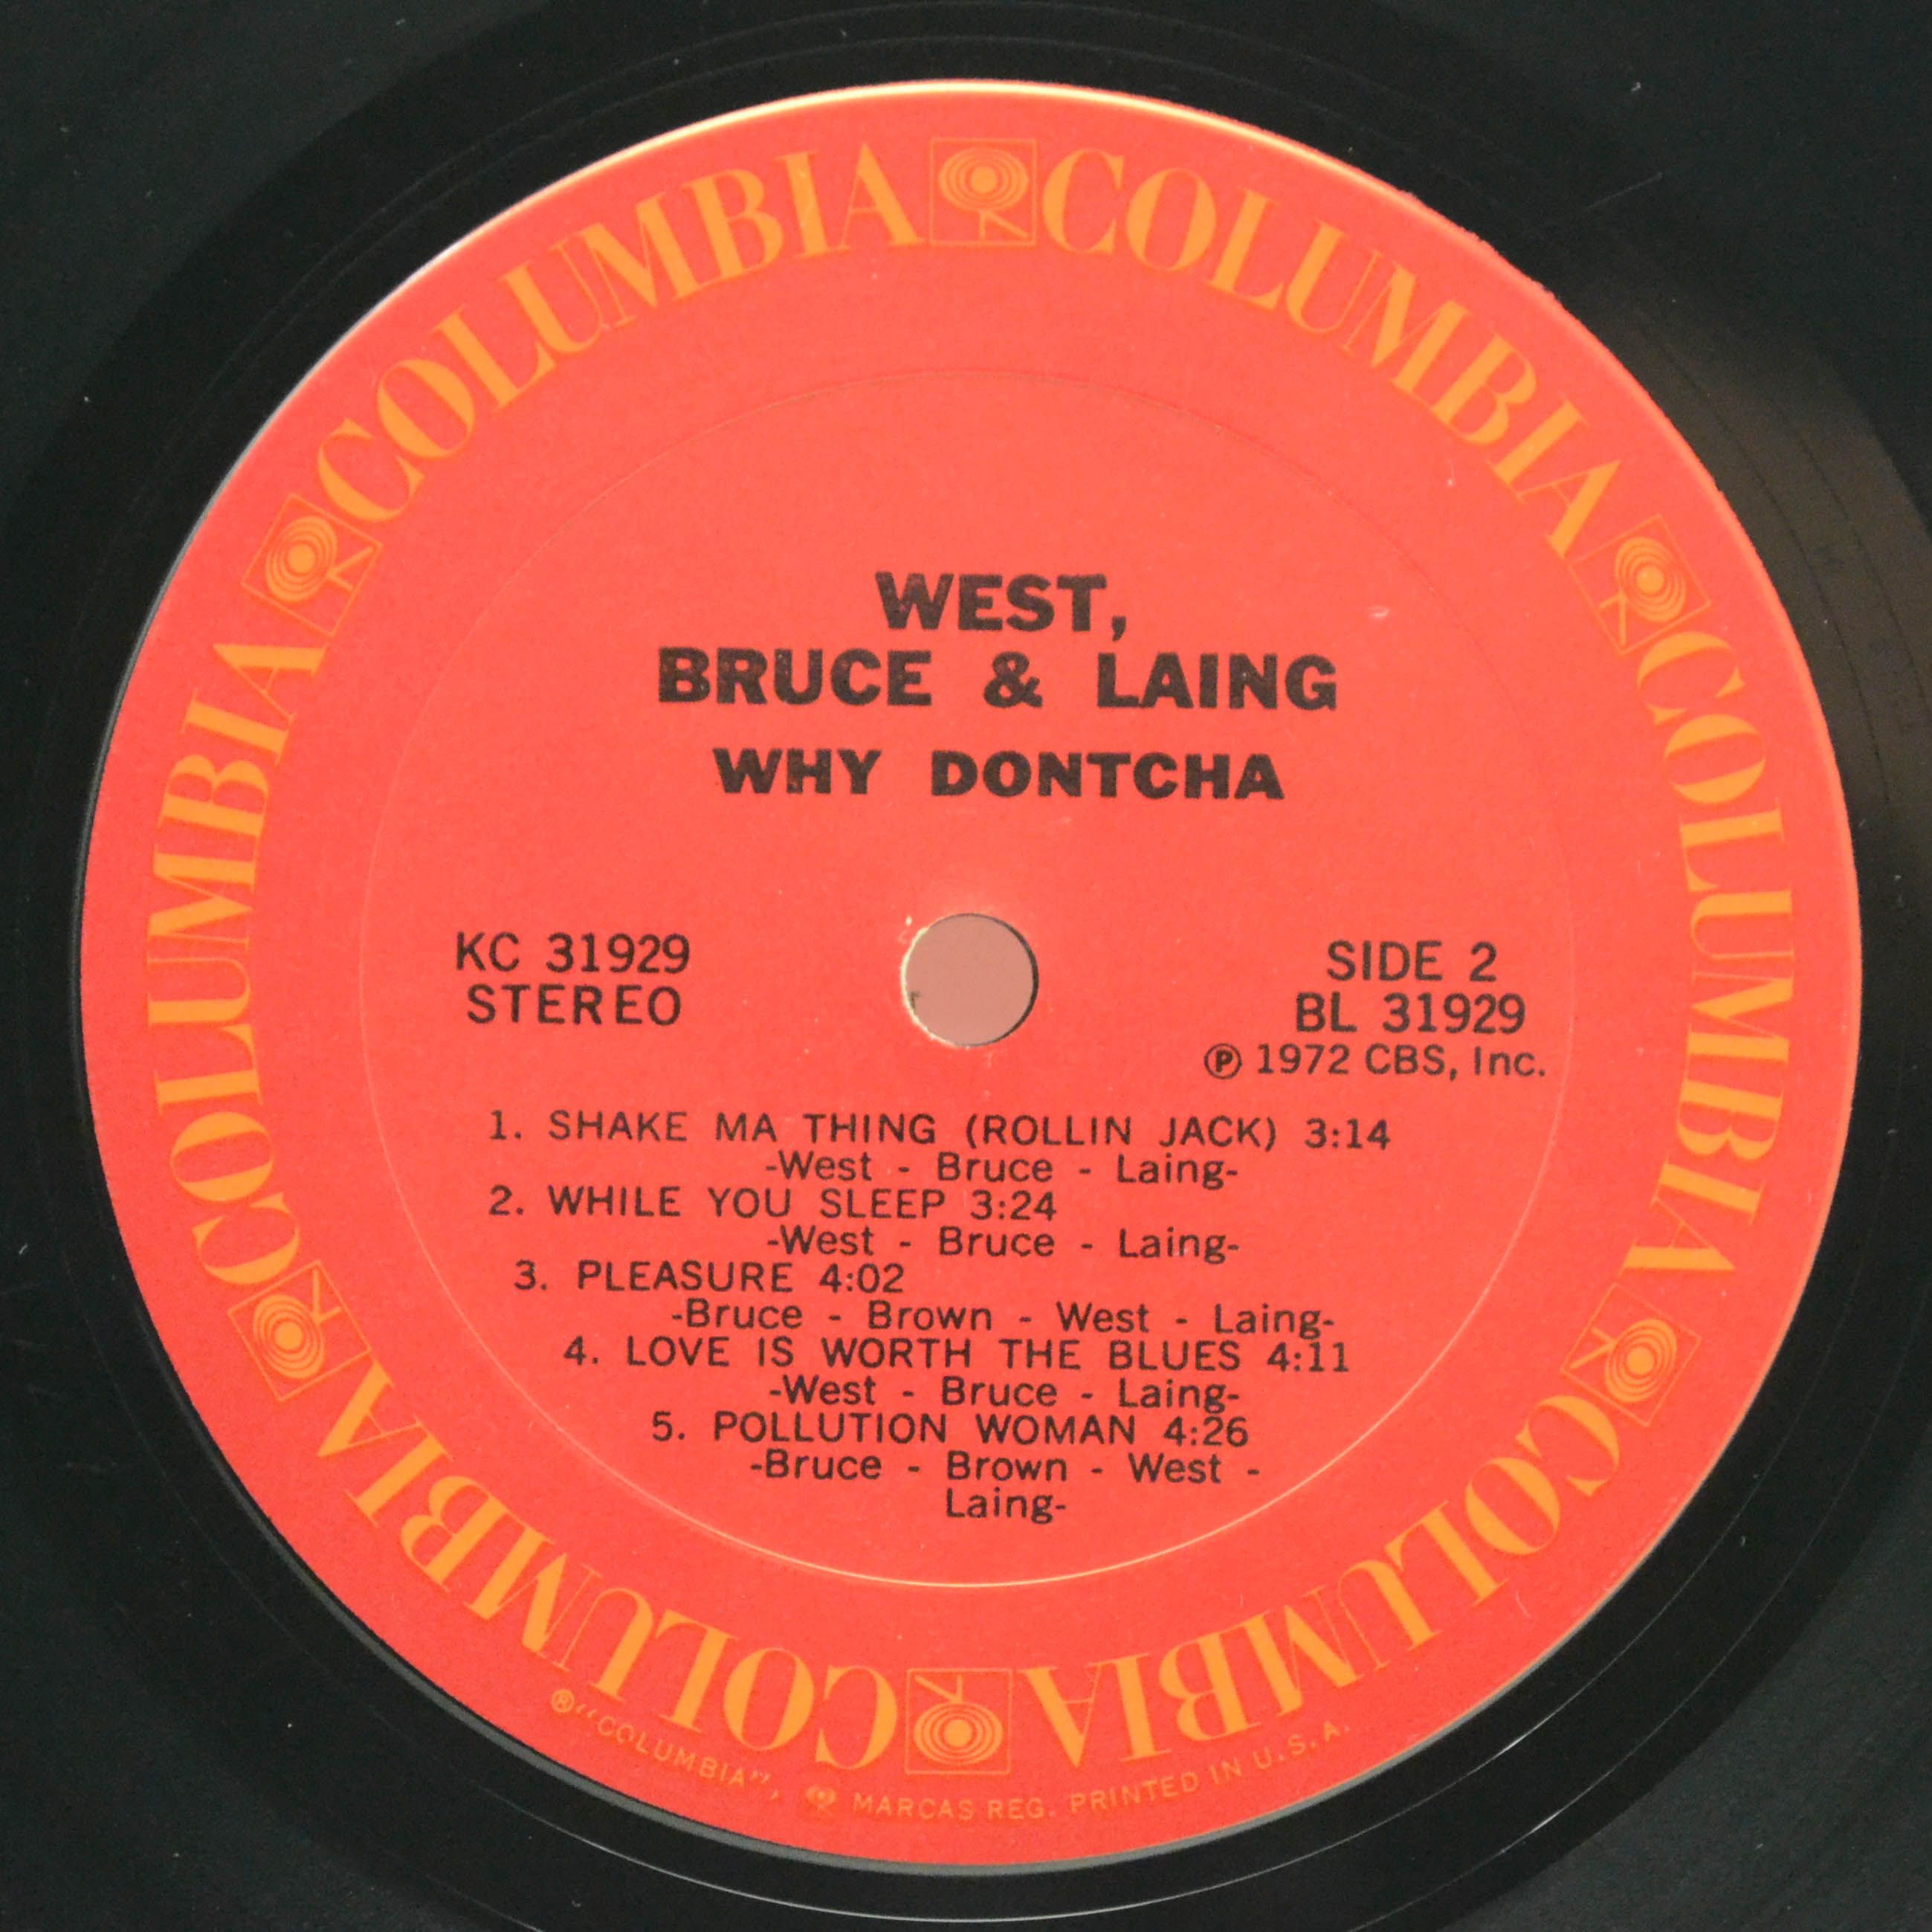 COLUMBIA COLUMBIA COLUMBIA COLUMBIA COLUMBIA COLUMBIA
WEST,
BRUCE & LAING
WHY DONTCHA
KC 31929
STEREO
SIDE 2
BL 31929
Ⓟ 1972 CBS, Inc.
1. SHAKE MA THING (ROLLIN JACK) 3:14
-West - Bruce - Laing-
2. WHILE YOU SLEEP 3:24
-West - Bruce - Laing-
3. PLEASURE 4:02
-Bruce - Brown - West - Laing-
4. LOVE IS WORTH THE BLUES 4:11
-West - Bruce - Laing-
5. POLLUTION WOMAN 4:26
-Bruce - Brown - West -
Laing-
® "COLUMBIA", MARCAS REG. PRINTED IN U.S.A.